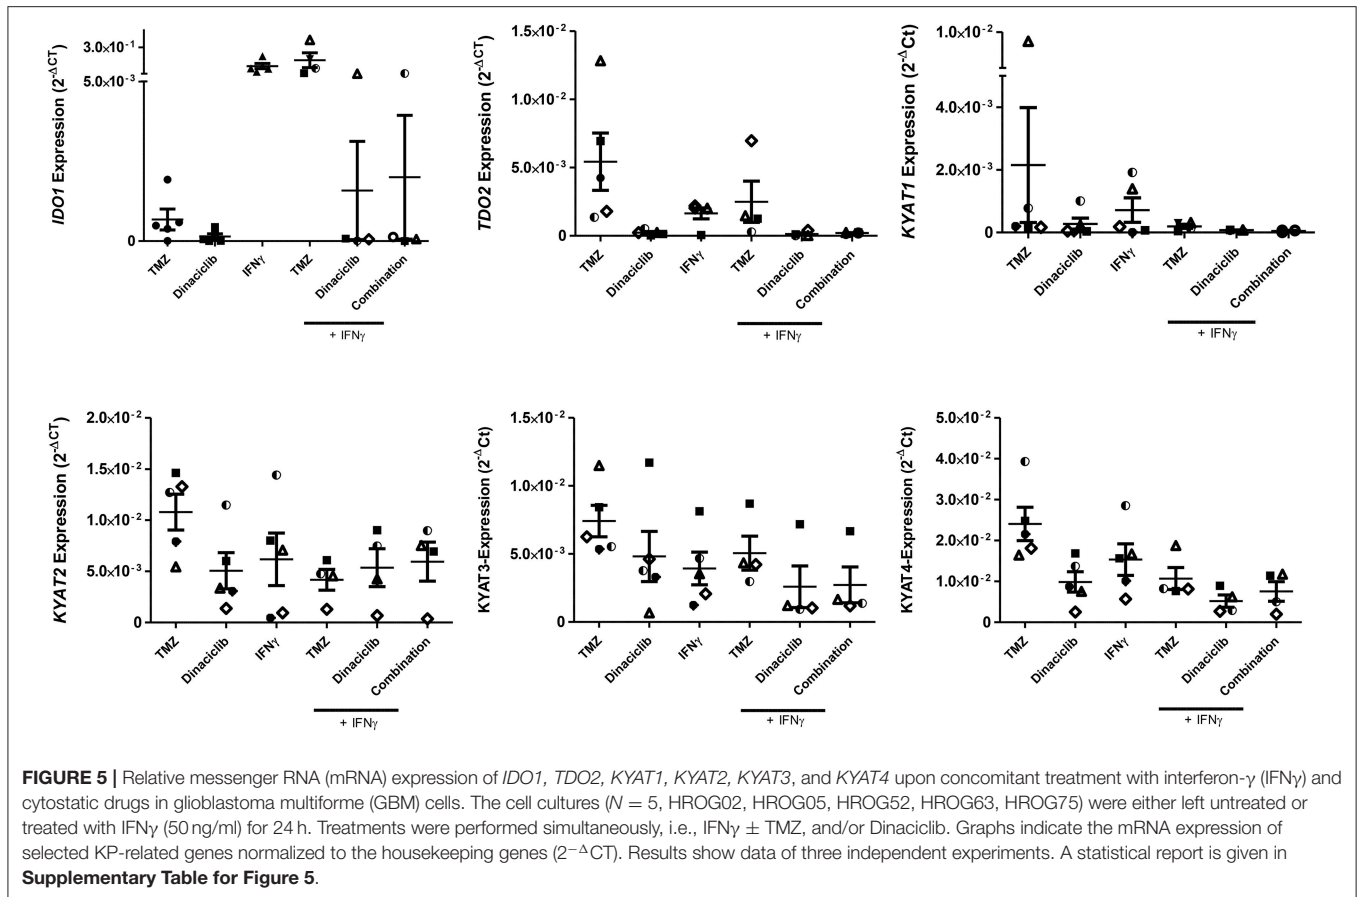 IDO1 Expression (2^-ΔCT)
3.0×10^-1
5.0×10^-3
0
TMZ
Dinaciclib
IFNγ
TMZ
Dinaciclib
Combination
+ IFNγ
TDO2 Expression (2^-ΔCT)
1.5×10^-2
1.0×10^-2
5.0×10^-3
0
TMZ
Dinaciclib
IFNγ
TMZ
Dinaciclib
Combination
+ IFNγ
KYAT1 Expression (2^-ΔCt)
1.0×10^-2
4.0×10^-3
2.0×10^-3
0
TMZ
Dinaciclib
IFNγ
TMZ
Dinaciclib
Combination
+ IFNγ
KYAT2 Expression (2^-ΔCT)
2.0×10^-2
1.5×10^-2
1.0×10^-2
5.0×10^-3
0
TMZ
Dinaciclib
IFNγ
TMZ
Dinaciclib
Combination
+ IFNγ
KYAT3-Expression (2^-ΔCt)
1.5×10^-2
1.0×10^-2
5.0×10^-3
0
TMZ
Dinaciclib
IFNγ
TMZ
Dinaciclib
Combination
+ IFNγ
KYAT4-Expression (2^-ΔCt)
5.0×10^-2
4.0×10^-2
3.0×10^-2
2.0×10^-2
1.0×10^-2
0
TMZ
Dinaciclib
IFNγ
TMZ
Dinaciclib
Combination
+ IFNγ
FIGURE 5 | Relative messenger RNA (mRNA) expression of IDO1, TDO2, KYAT1, KYAT2, KYAT3, and KYAT4 upon concomitant treatment with interferon-γ (IFNγ) and
cytostatic drugs in glioblastoma multiforme (GBM) cells. The cell cultures (N = 5, HROG02, HROG05, HROG52, HROG63, HROG75) were either left untreated or
treated with IFNγ (50 ng/ml) for 24 h. Treatments were performed simultaneously, i.e., IFNγ ± TMZ, and/or Dinaciclib. Graphs indicate the mRNA expression of
selected KP-related genes normalized to the housekeeping genes (2^−ΔCT). Results show data of three independent experiments. A statistical report is given in
Supplementary Table for Figure 5.